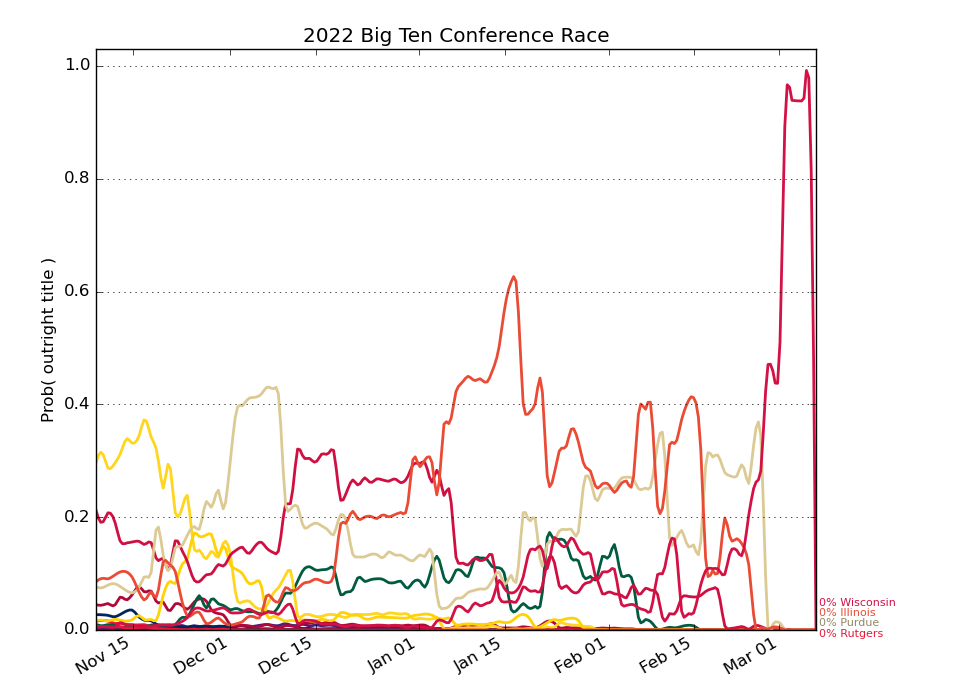 2022 Big Ten Conference Race
Prob( outright title )
1.0
0.8
0.6
0.4
0.2
0.0
Nov 15
Dec 01
Dec 15
Jan 01
Jan 15
Feb 01
Feb 15
Mar 01
0% Wisconsin
0% Illinois
0% Purdue
0% Rutgers